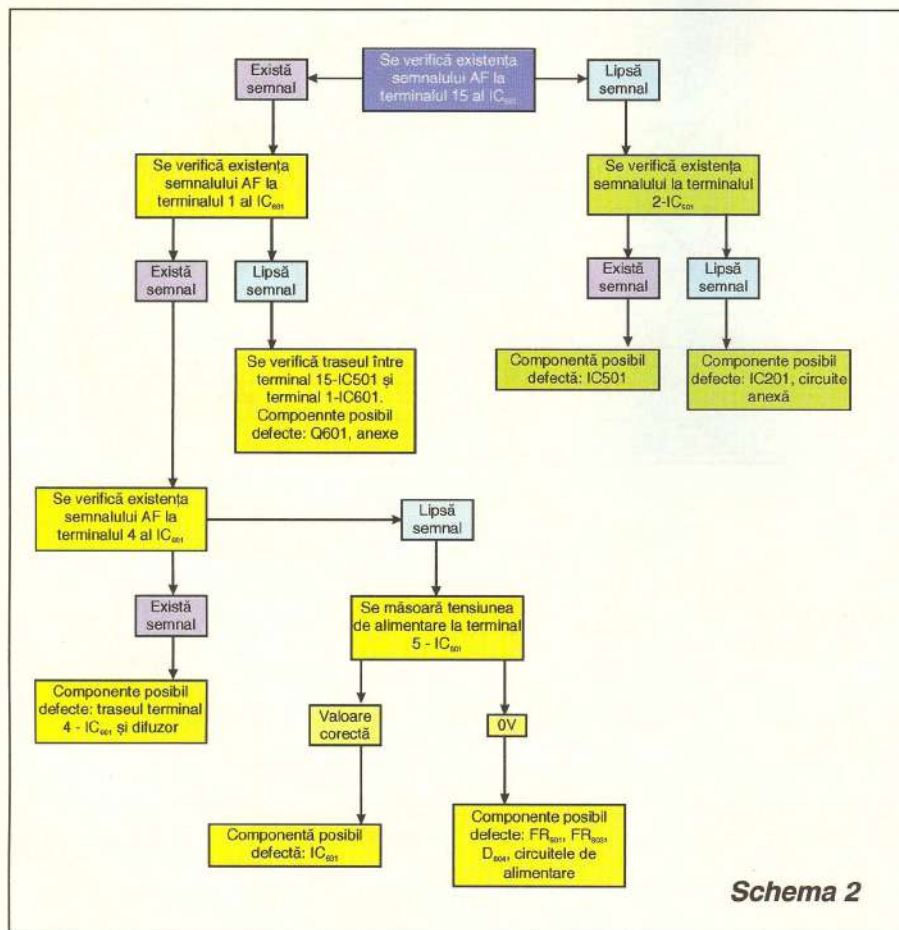 Se verifică existența
semnalului AF la
terminalul 15 al IC501
Există
semnal
Lipsă
semnal
Se verifică existența
semnalului AF la
terminalul 1 al IC601
Se verifică existența
semnalului la terminalul
2-IC501
Există
semnal
Lipsă
semnal
Există
semnal
Lipsă
semnal
Se verifică traseul între
terminal 15-IC501 și
terminal 1-IC601.
Compoennte posibil
defecte: Q601, anexe
Componentă posibil
defectă: IC501
Componente posibil
defecte: IC201, circuite
anexă
Se verifică existența
semnalului AF la
terminalul 4 al IC601
Lipsă
semnal
Există
semnal
Se măsoară tensiunea
de alimentare la terminal
5 - IC601
Componente posibil
defecte: traseul terminal
4 - IC601 și difuzor
Valoare
corectă
0V
Componentă posibil
defectă: IC601
Componente posibil
defecte:
circuitele de
alimentare
Schema 2